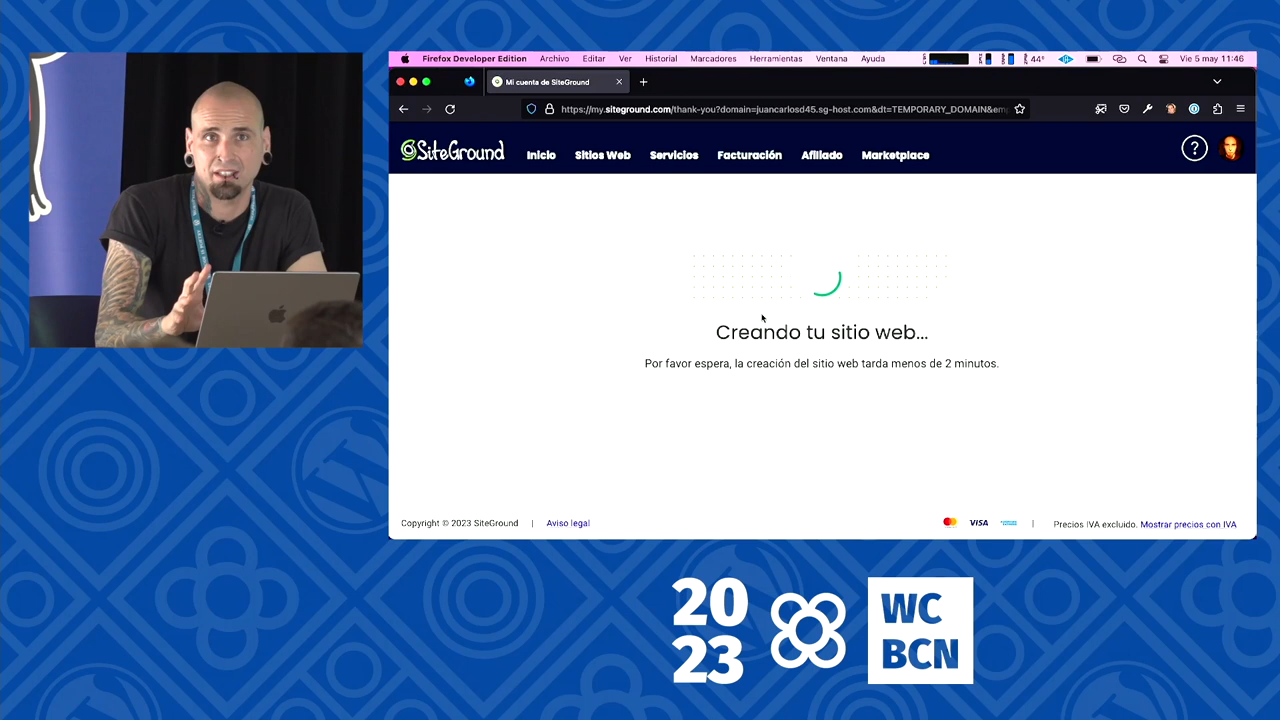 Firefox Developer Edition Archivo Editar Ver Historial Marcadores Herramientas Ventana Ayuda 44° Vie 5 may 11:46
Mi cuenta de SiteGround
https://my.siteground.com/thank-you?domain=juancarlosd45.sg-host.com&dt=TEMPORARY_DOMAIN&em
SiteGround Inicio Sitios Web Servicios Facturación Afiliado Marketplace ?
Creando tu sitio web...
Por favor espera, la creación del sitio web tarda menos de 2 minutos.
Copyright © 2023 SiteGround | Aviso legal VISA | Precios IVA excluido. Mostrar precios con IVA
20
23
WC
BCN